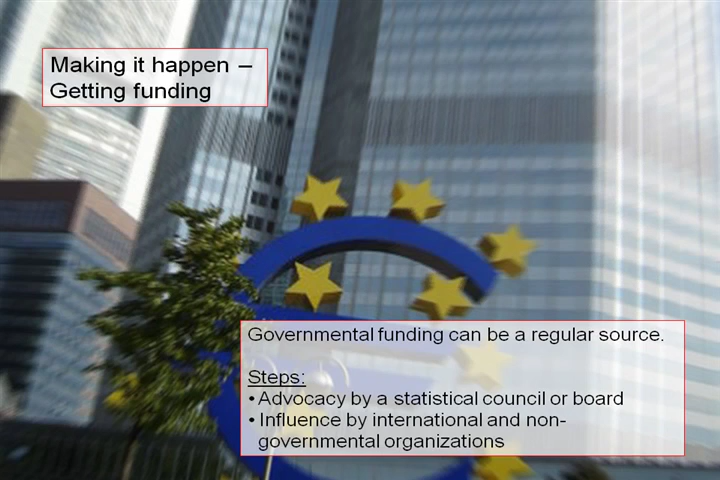 Making it happen –
Getting funding
Governmental funding can be a regular source.
Steps:
• Advocacy by a statistical council or board
• Influence by international and non-
governmental organizations